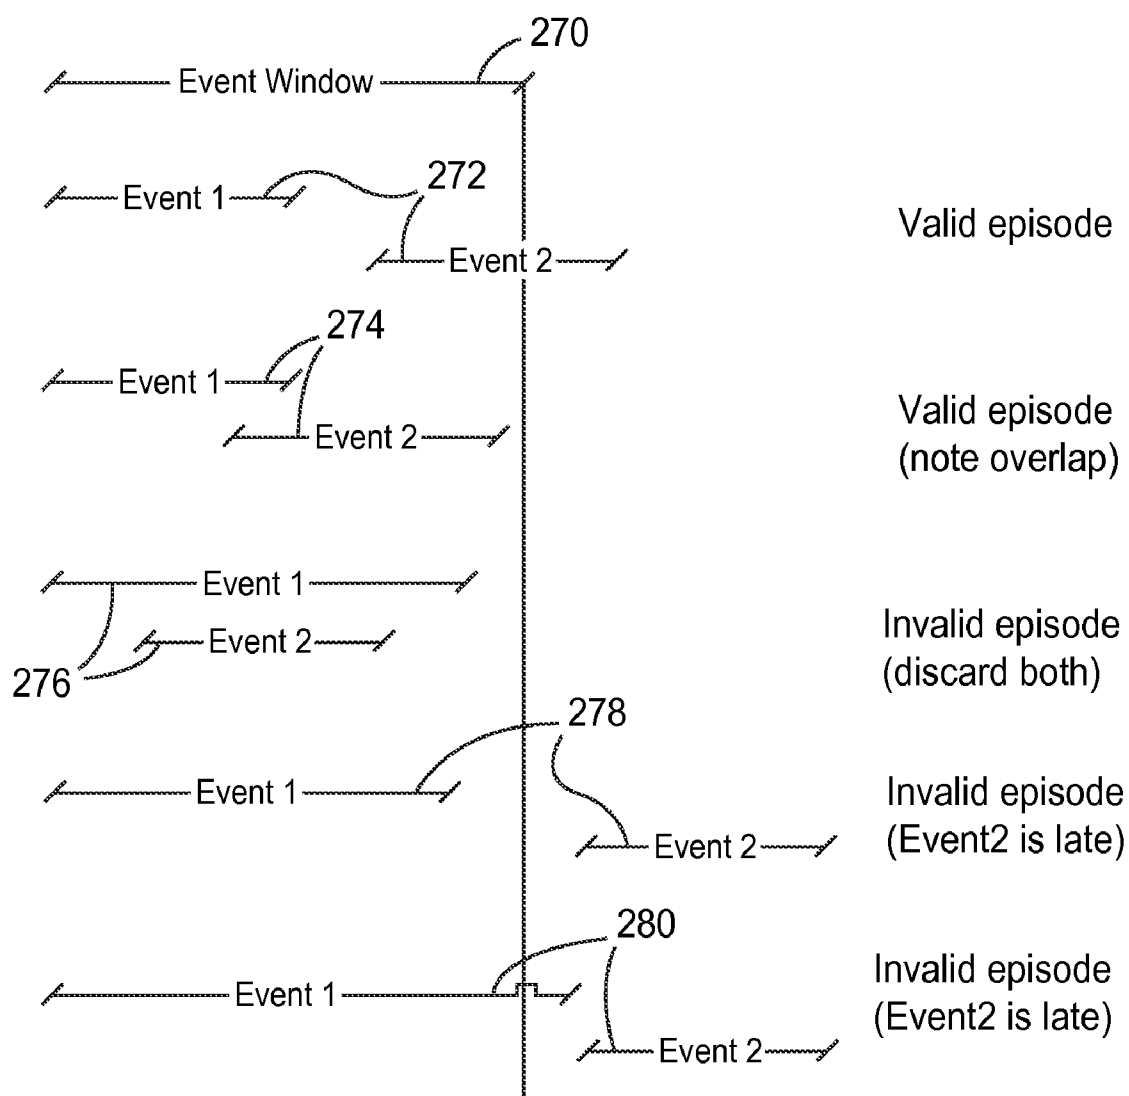 270
Event Window
272
Event 1
Valid episode
Event 2
274
Event 1
Valid episode
Event 2
(note overlap)
Event 1
Invalid episode
Event 2
(discard both)
276
278
Event 1
Invalid episode
Event 2
(Event2 is late)
280
Event 1
Invalid episode
(Event2 is late)
Event 2